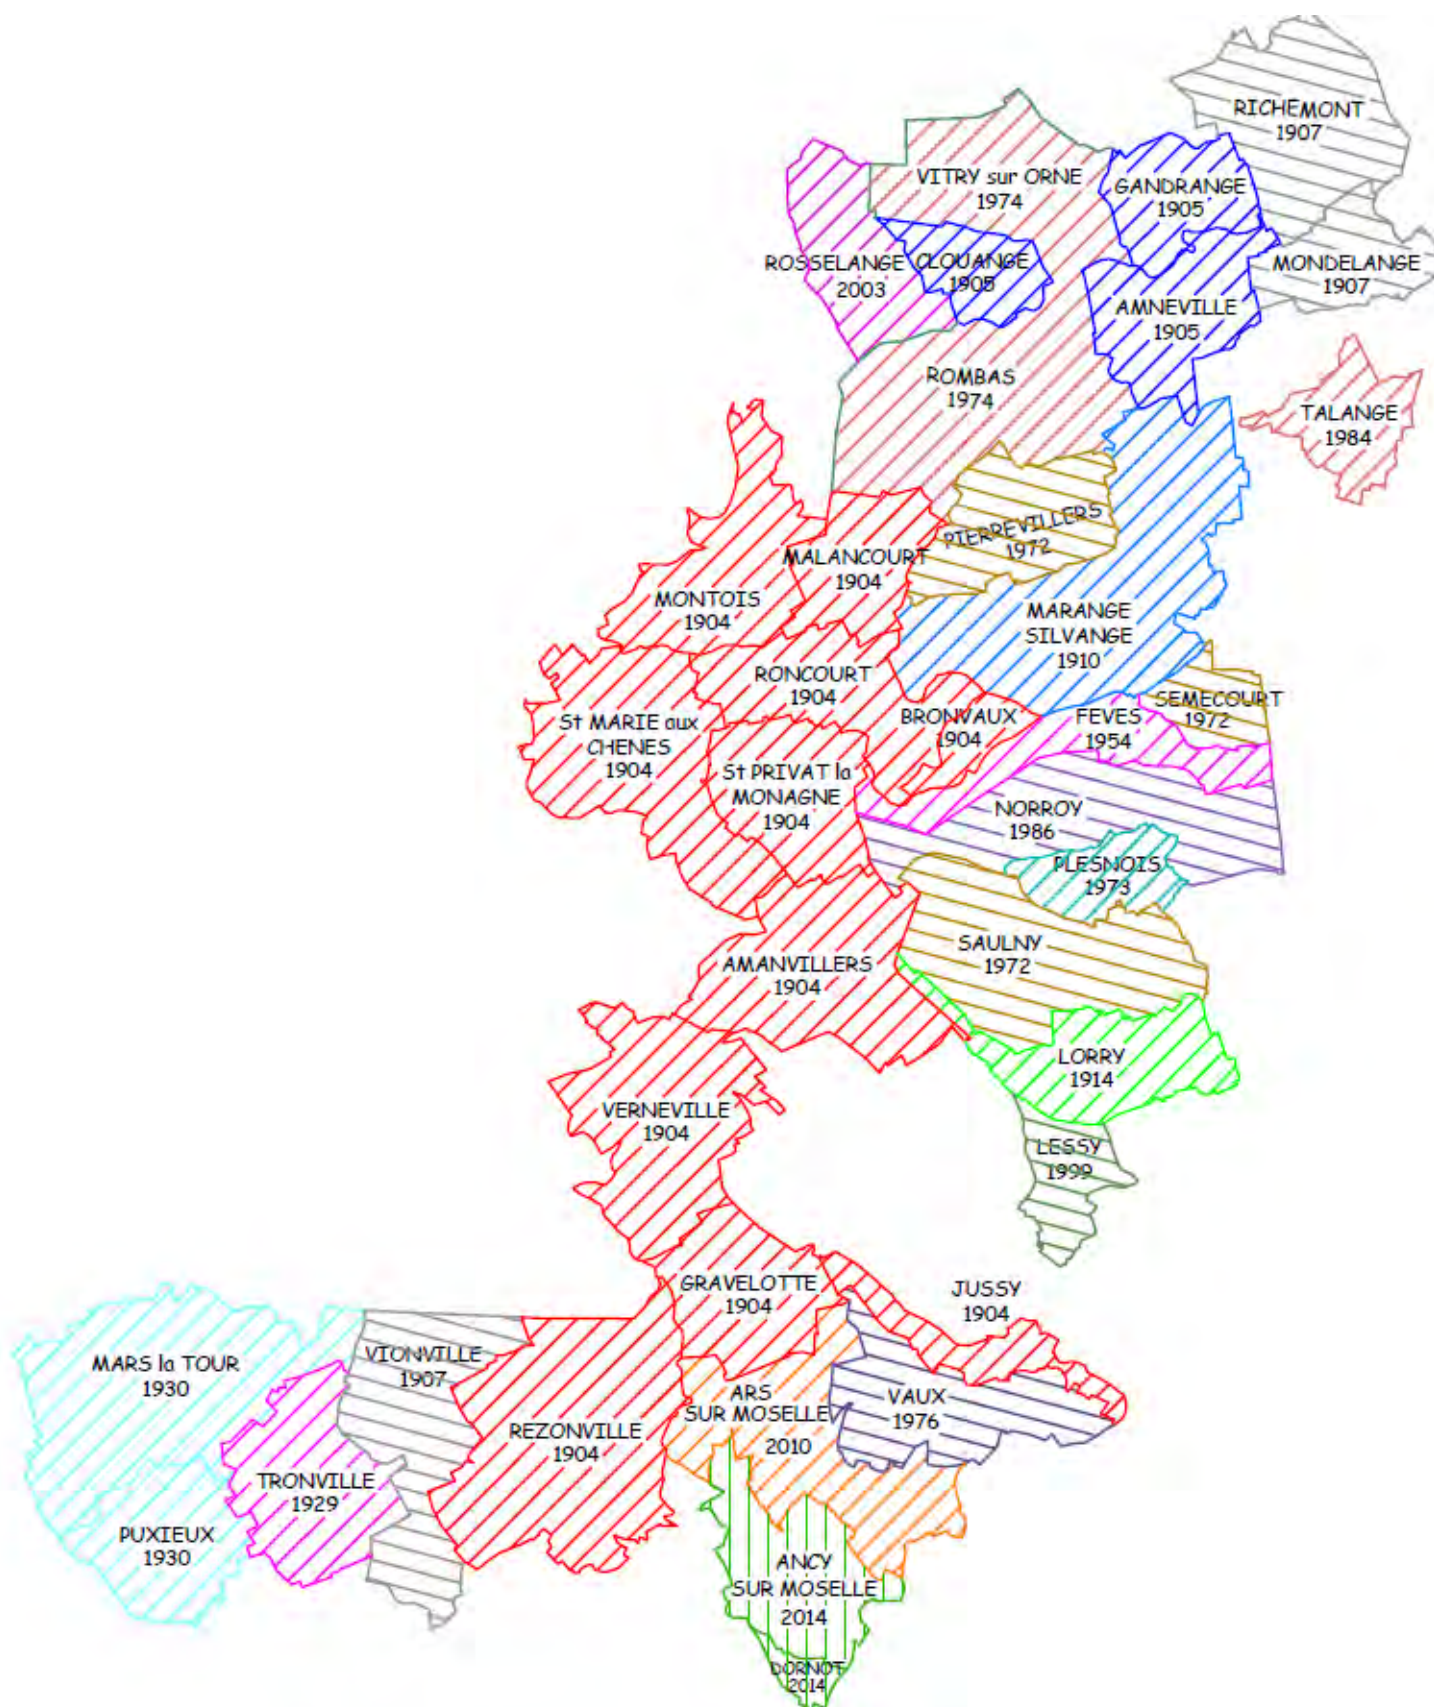 RICHEMONT
1907
VITRY sur ORNE
1974
GANDRANGE
1905
ROSSELANGE
2003
CLOUANGE
1905
MONDELANGE
1907
AMNEVILLE
1905
ROMBAS
1974
TALANGE
1984
PIERREVILLERS
1972
MALANCOURT
1904
MONTOIS
1904
MARANGE
SILVANGE
1910
RONCOURT
1904
SEMECOURT
1972
BRONVAUX
1904
FEVES
1954
St MARIE aux
CHENES
1904
St PRIVAT la
MONAGNE
1904
NORROY
1986
PLESNOIS
1973
SAULNY
1972
AMANVILLERS
1904
LORRY
1914
VERNEVILLE
1904
LESSY
1999
GRAVELOTTE
1904
JUSSY
1904
MARS la TOUR
1930
VIONVILLE
1907
ARS
SUR MOSELLE
2010
VAUX
1976
REZONVILLE
1904
TRONVILLE
1929
PUXIEUX
1930
ANCY
SUR MOSELLE
2014
DORNOT
2014